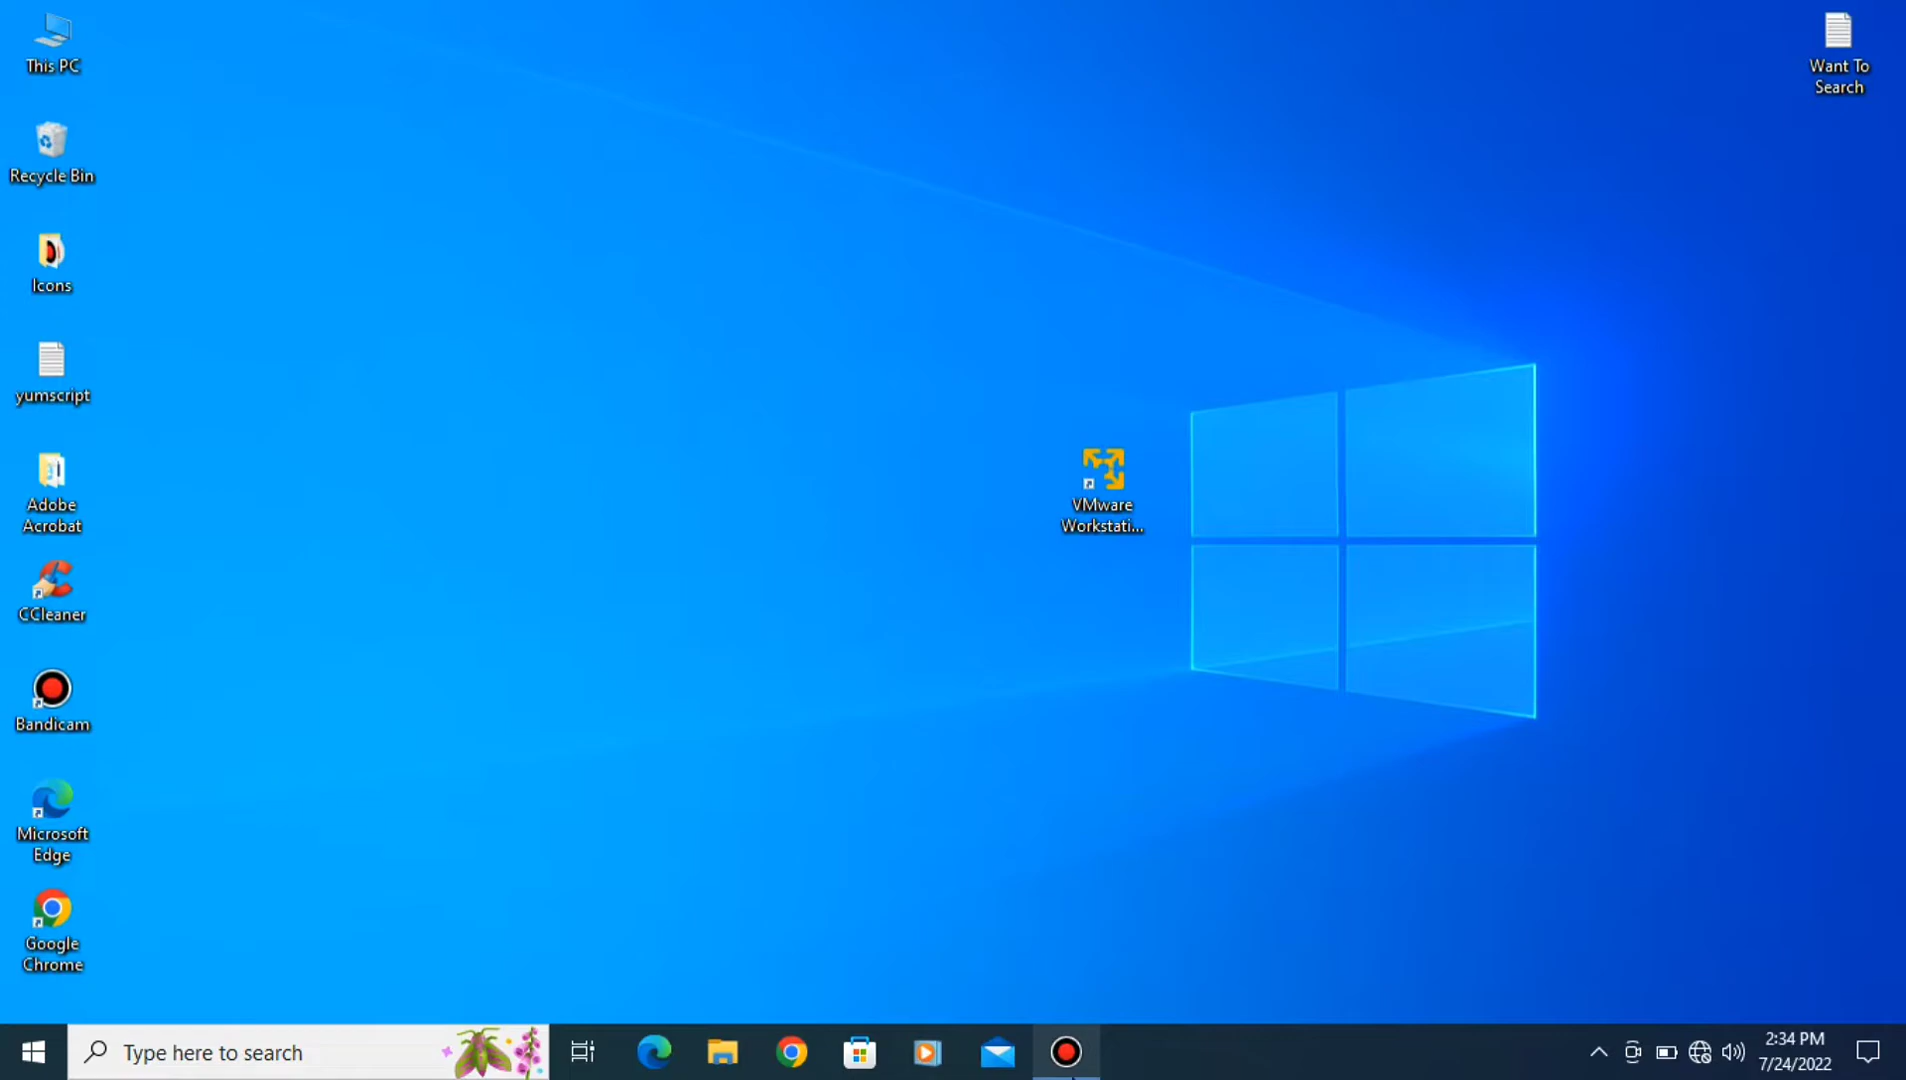 This PC
Want To
Search
Recycle Bin
Icons
yumscript
Adobe
Acrobat
VMware
Workstati...
CCleaner
Bandicam
Microsoft
Edge
Google
Chrome
Type here to search
2:34 PM
7/24/2022